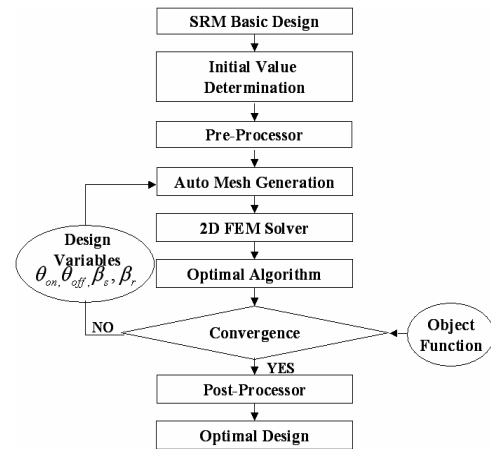 SRM Basic Design
Initial Value
Determination
Pre-Processor
Auto Mesh Generation
2D FEM Solver
Optimal Algorithm
Design
Variables
θon, θoff, βs, βr
NO
Convergence
Object
Function
YES
Post-Processor
Optimal Design